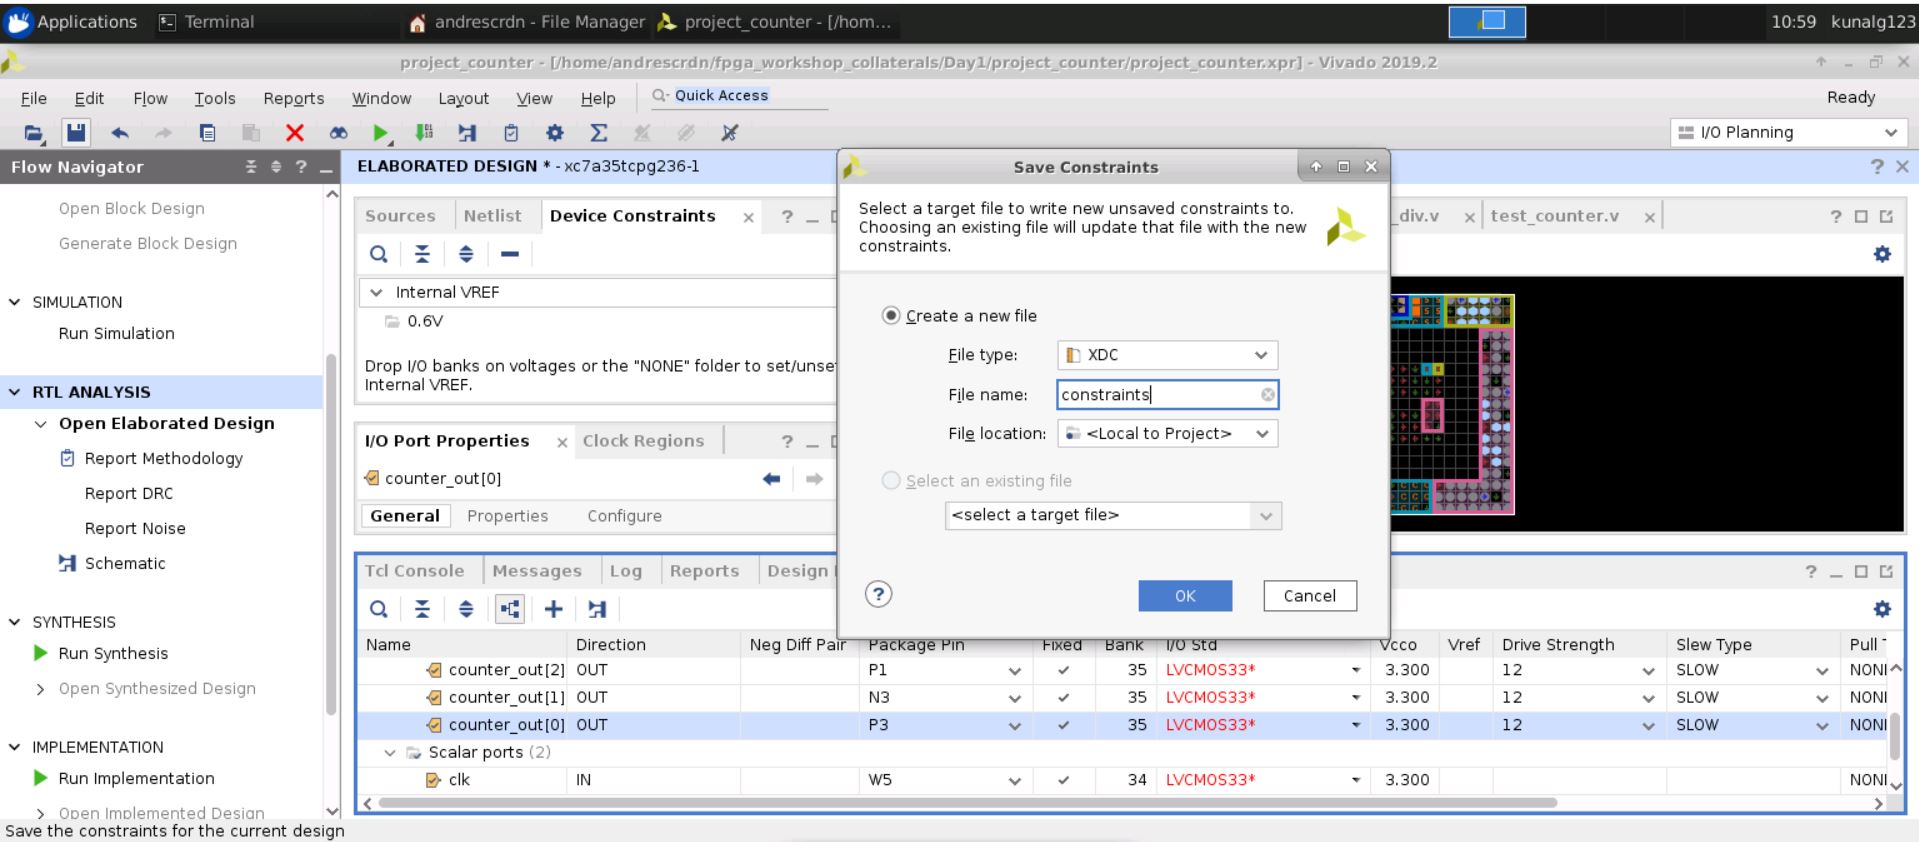 Applications Terminal andrescrdn - File Manager project_counter - [/hom... 10:59 kunalg123
project_counter - [/home/andrescrdn/fpga_workshop_collaterals/Day1/project_counter/project_counter.xpr] - Vivado 2019.2
File Edit Flow Tools Reports Window Layout View Help Quick Access Ready
I/O Planning
Flow Navigator
Open Block Design
Generate Block Design
SIMULATION
Run Simulation
RTL ANALYSIS
Open Elaborated Design
Report Methodology
Report DRC
Report Noise
Schematic
SYNTHESIS
Run Synthesis
Open Synthesized Design
IMPLEMENTATION
Run Implementation
Open Implemented Design
ELABORATED DESIGN * - xc7a35tcpg236-1
Sources Netlist Device Constraints
Internal VREF
0.6V
Drop I/O banks on voltages or the "NONE" folder to set/unse
Internal VREF.
I/O Port Properties Clock Regions
counter_out[0]
General Properties Configure
_div.v test_counter.v
Save Constraints
Select a target file to write new unsaved constraints to.
Choosing an existing file will update that file with the new
constraints.
Create a new file
File type: XDC
File name: constraints
File location: <Local to Project>
Select an existing file
<select a target file>
OK Cancel
Tcl Console Messages Log Reports Design
Name Direction Neg Diff Pair Package Pin Fixed Bank I/O Std Vcco Vref Drive Strength Slew Type Pull T
counter_out[2] OUT P1 35 LVCMOS33* 3.300 12 SLOW NON
counter_out[1] OUT N3 35 LVCMOS33* 3.300 12 SLOW NON
counter_out[0] OUT P3 35 LVCMOS33* 3.300 12 SLOW NON
Scalar ports (2)
clk IN W5 34 LVCMOS33* 3.300 NON
Save the constraints for the current design